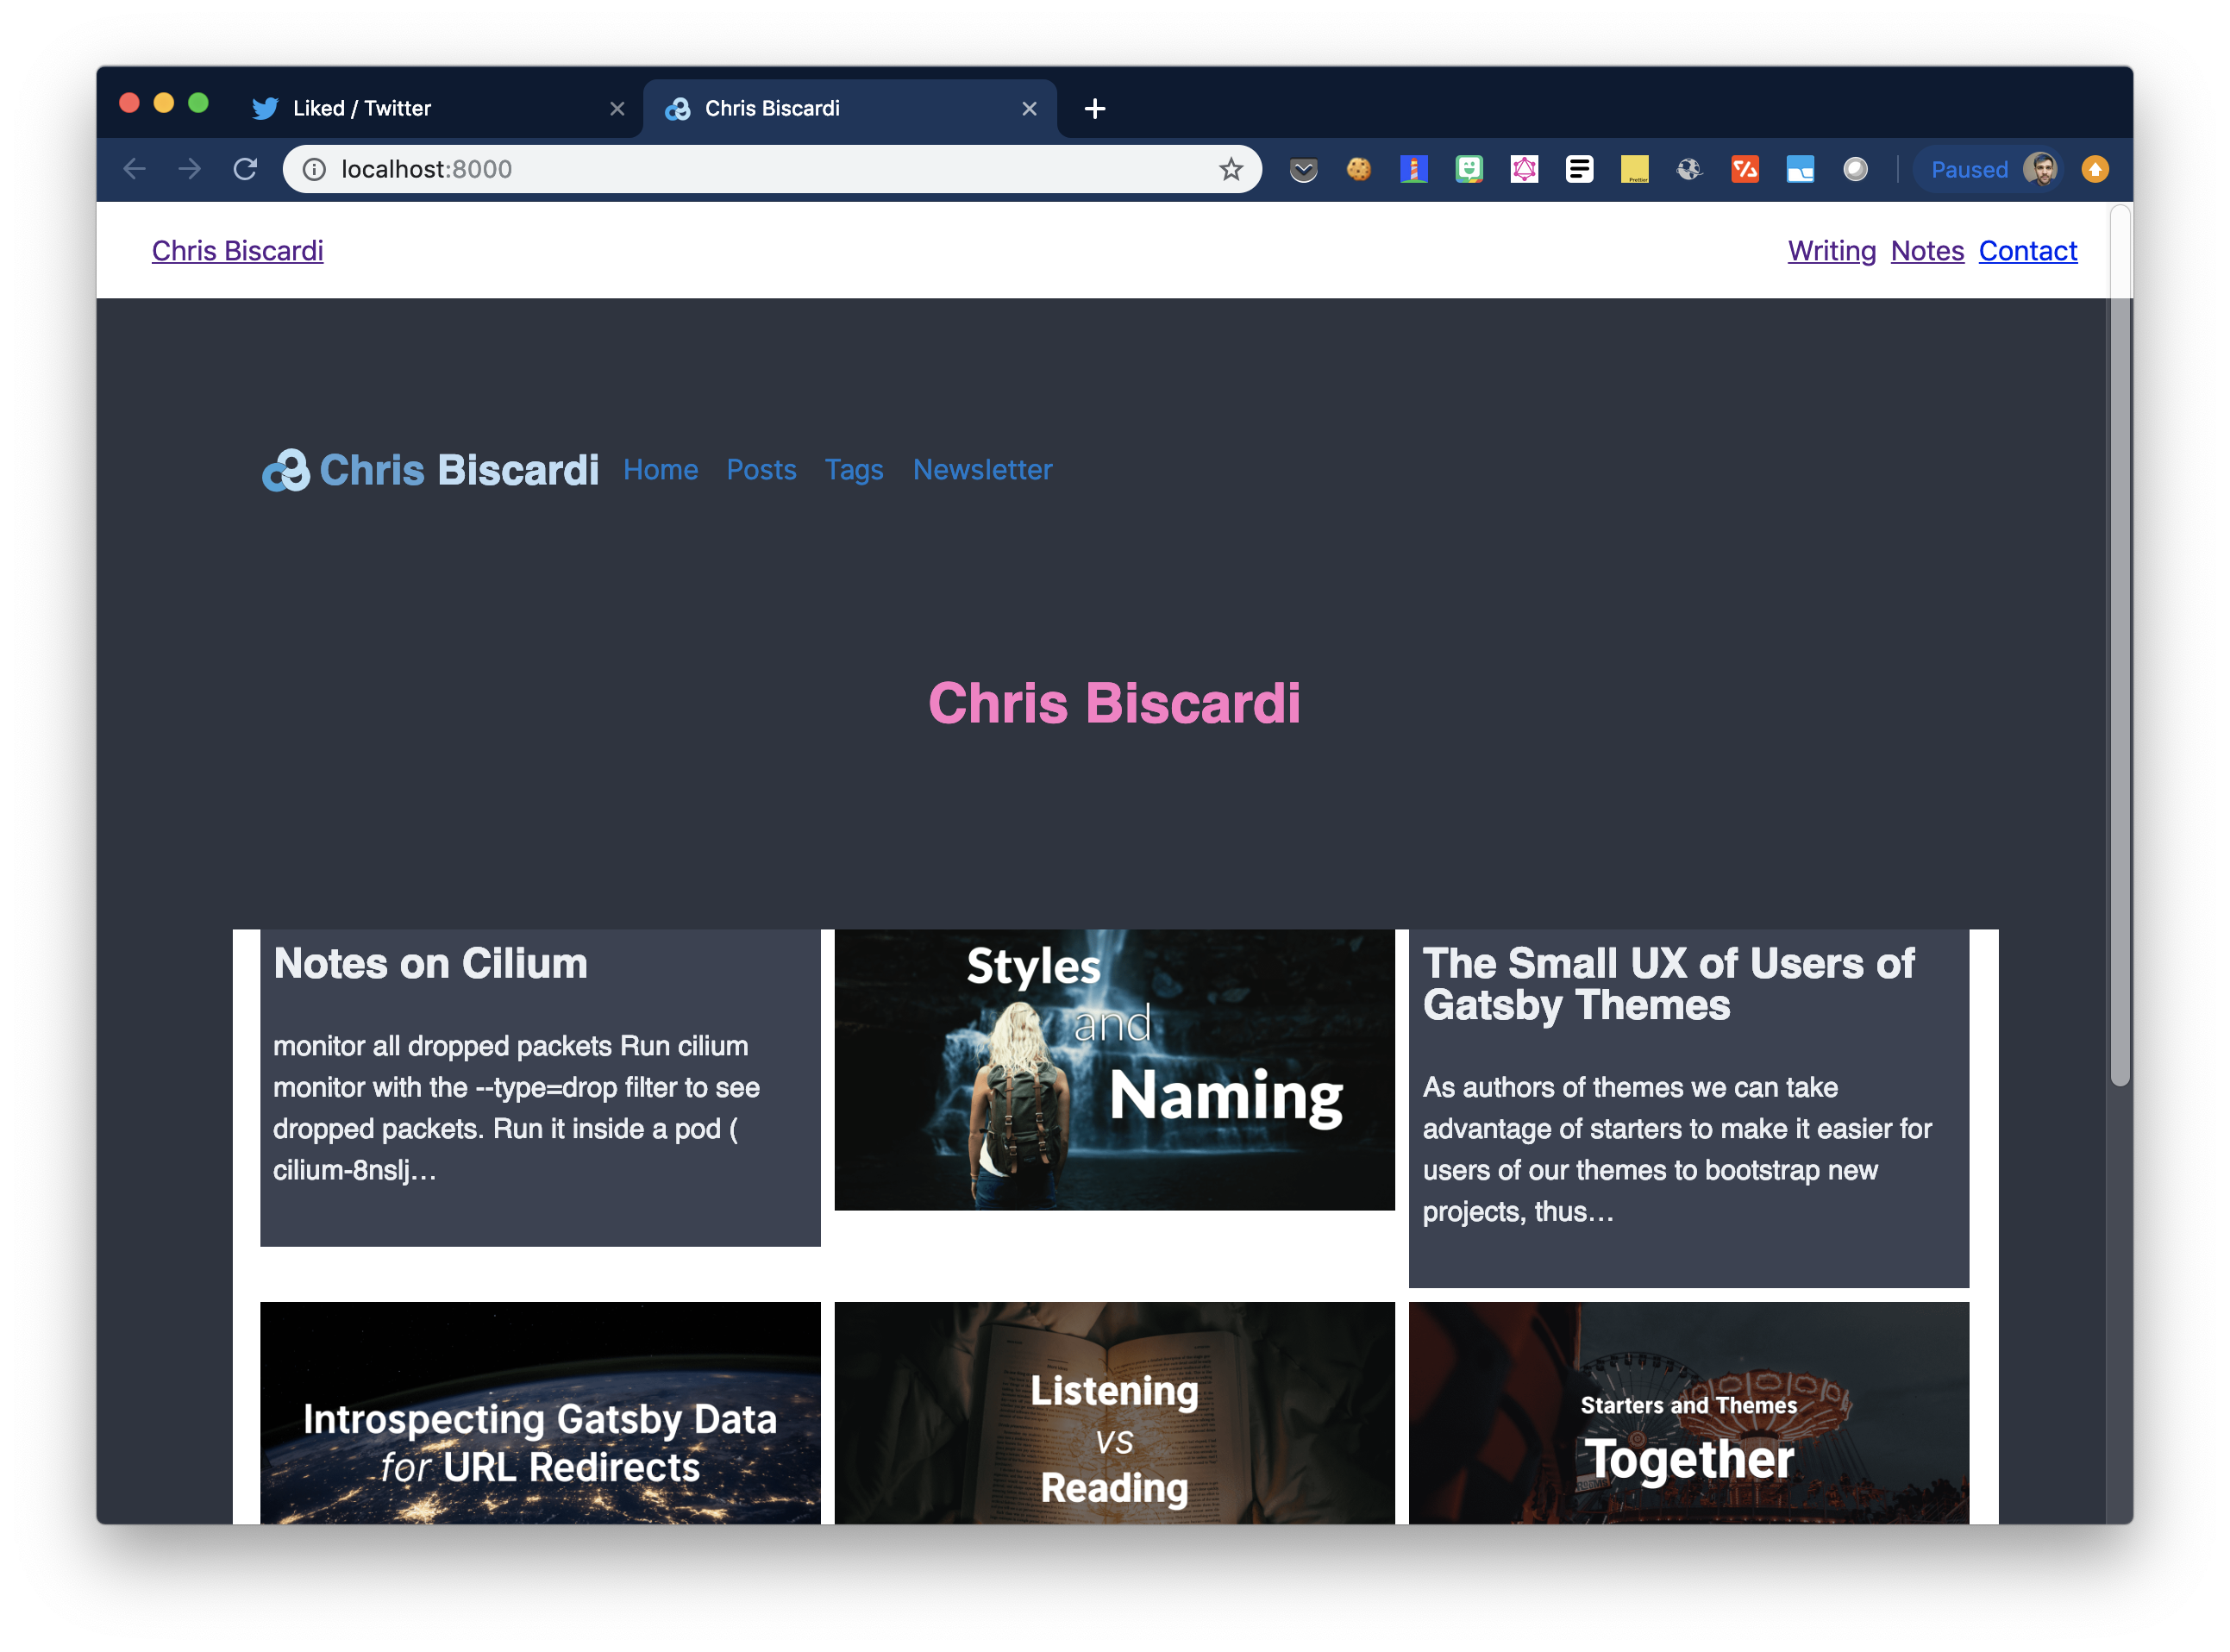 Liked / Twitter
Chris Biscardi
localhost:8000
Paused
Chris Biscardi
Writing Notes Contact
Chris Biscardi Home Posts Tags Newsletter
Chris Biscardi
Notes on Cilium
monitor all dropped packets Run cilium
monitor with the --type=drop filter to see
dropped packets. Run it inside a pod (
cilium-8nslj…
Styles
and
Naming
The Small UX of Users of
Gatsby Themes
As authors of themes we can take
advantage of starters to make it easier for
users of our themes to bootstrap new
projects, thus…
Introspecting Gatsby Data
for URL Redirects
Listening
vs
Reading
Starters and Themes
Together